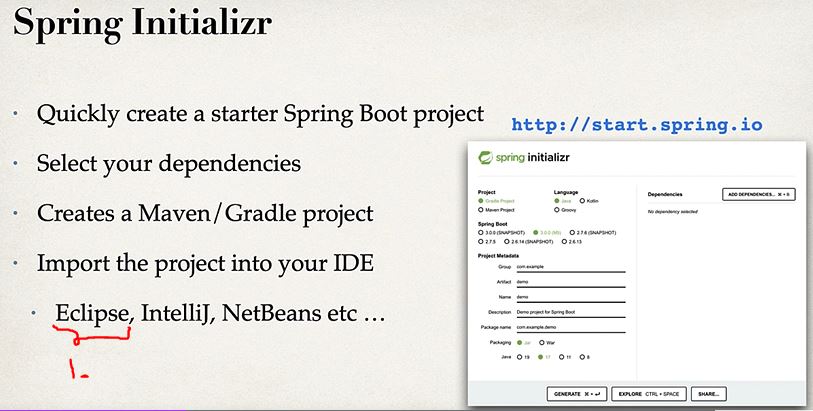 Spring Initializr
• Quickly create a starter Spring Boot project
http://start.spring.io
• Select your dependencies
• Creates a Maven/Gradle project
• Import the project into your IDE
• Eclipse, IntelliJ, NetBeans etc ...
1.
spring initializr
Project
Gradle Project
Maven Project
Language
Java Kotlin
Groovy
Spring Boot
3.0.0 (SNAPSHOT) 3.0.0 (M5) 2.7.6 (SNAPSHOT)
2.7.5 2.6.14 (SNAPSHOT) 2.6.13
Project Metadata
Group com.example
Artifact demo
Name demo
Description Demo project for Spring Boot
Package name com.example.demo
Packaging Jar War
Java 19 17 11 8
Dependencies
ADD DEPENDENCIES... ⌘ + B
No dependency selected
GENERATE ⌘ + ↵
EXPLORE CTRL + SPACE
SHARE...